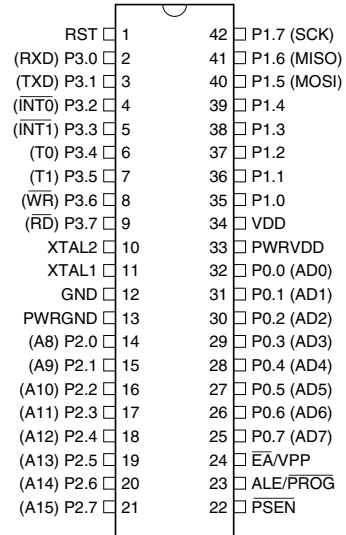 RST 1 42 P1.7 (SCK)
(RXD) P3.0 2 41 P1.6 (MISO)
(TXD) P3.1 3 40 P1.5 (MOSI)
(INT0) P3.2 4 39 P1.4
(INT1) P3.3 5 38 P1.3
(T0) P3.4 6 37 P1.2
(T1) P3.5 7 36 P1.1
(WR) P3.6 8 35 P1.0
(RD) P3.7 9 34 VDD
XTAL2 10 33 PWRVDD
XTAL1 11 32 P0.0 (AD0)
GND 12 31 P0.1 (AD1)
PWRGND 13 30 P0.2 (AD2)
(A8) P2.0 14 29 P0.3 (AD3)
(A9) P2.1 15 28 P0.4 (AD4)
(A10) P2.2 16 27 P0.5 (AD5)
(A11) P2.3 17 26 P0.6 (AD6)
(A12) P2.4 18 25 P0.7 (AD7)
(A13) P2.5 19 24 EA/VPP
(A14) P2.6 20 23 ALE/PROG
(A15) P2.7 21 22 PSEN